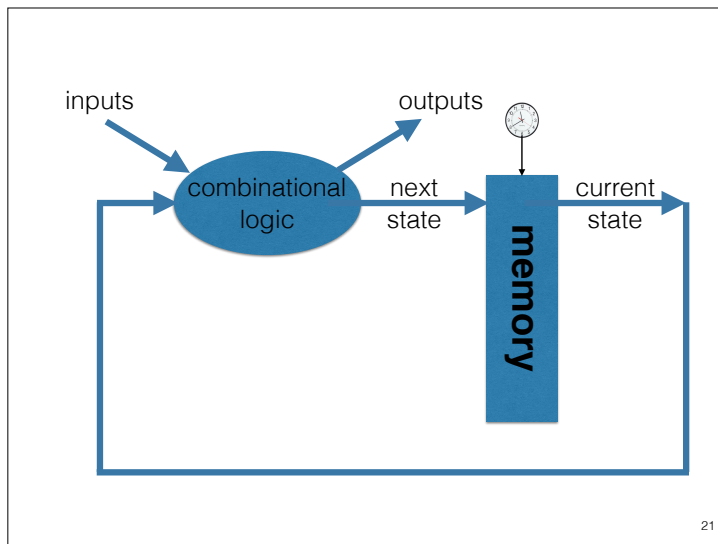 inputs
outputs
combinational
logic
next
state
current
state
memory
21